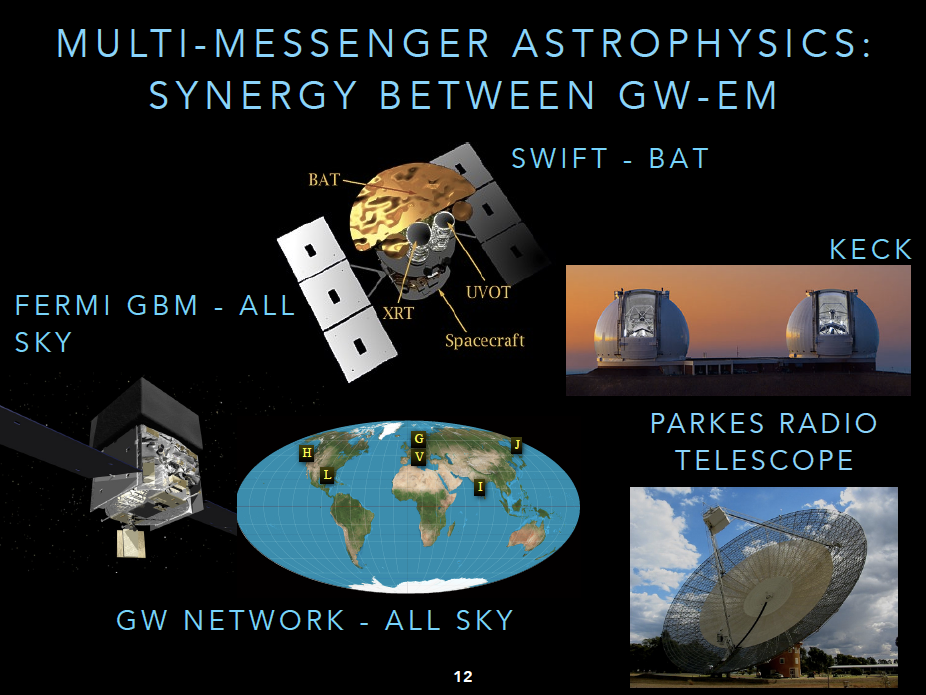 MULTI-MESSENGER ASTROPHYSICS:
SYNERGY BETWEEN GW-EM
SWIFT - BAT
BAT
UVOT
XRT
Spacecraft
KECK
FERMI GBM - ALL
SKY
PARKES RADIO
TELESCOPE
H
L
G
V
J
I
GW NETWORK - ALL SKY
12